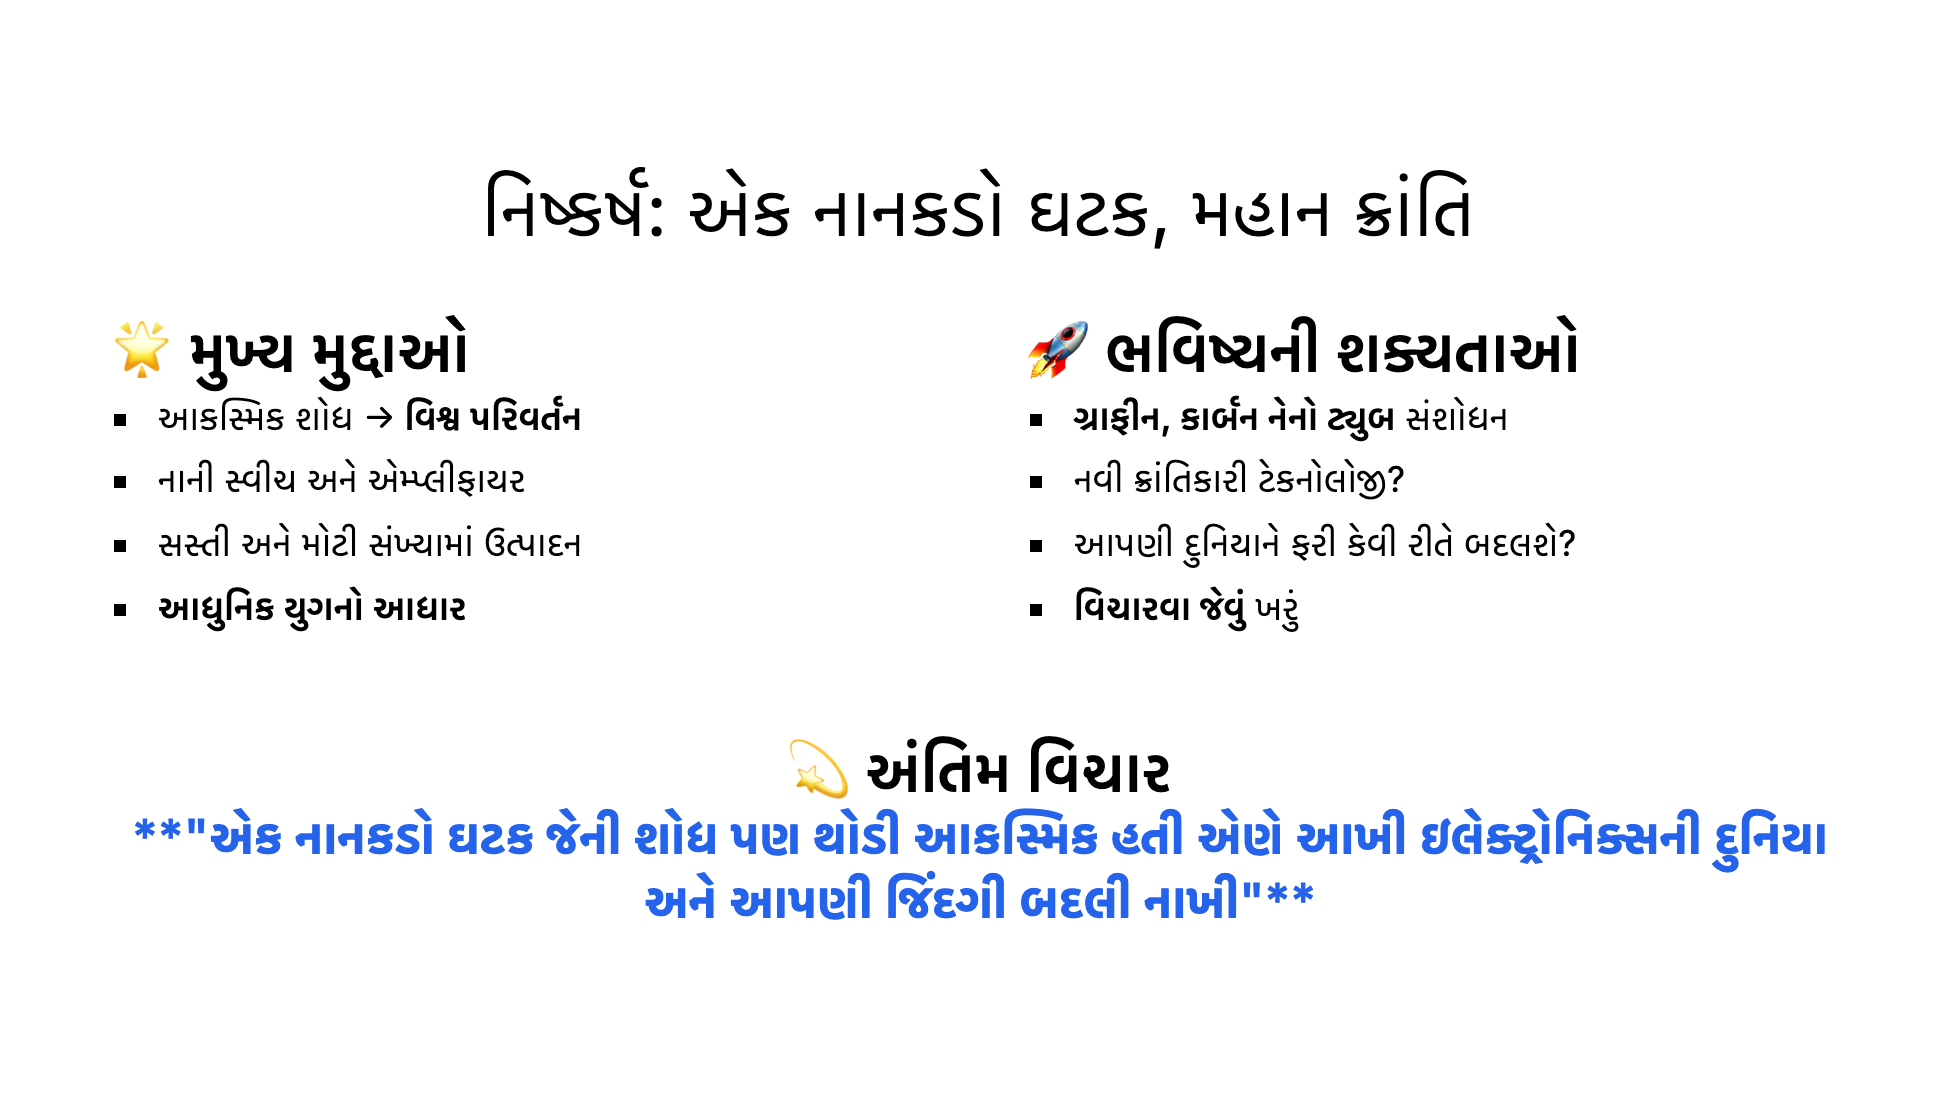 નિષ્કર્ષ: એક નાનકડો ઘટક, મહાન ક્રાંતિ
🌟 મુખ્ય મુદ્દાઓ
▪ આકસ્મિક શોધ → વિશ્વ પરિવર્તન
▪ નાની સ્વીચ અને એમ્પ્લીફાયર
▪ સસ્તી અને મોટી સંખ્યામાં ઉત્પાદન
▪ આધુનિક યુગનો આધાર
🚀 ભવિષ્યની શક્યતાઓ
▪ ગ્રાફીન, કાર્બન નેનો ટ્યુબ સંશોધન
▪ નવી ક્રાંતિકારી ટેકનોલોજી?
▪ આપણી દુનિયાને ફરી કેવી રીતે બદલશે?
▪ વિચારવા જેવું ખરું
💫 અંતિમ વિચાર
**"એક નાનકડો ઘટક જેની શોધ પણ થોડી આકસ્મિક હતી એણે આખી ઇલેક્ટ્રોનિક્સની દુનિયા
અને આપણી જિંદગી બદલી નાખી"**